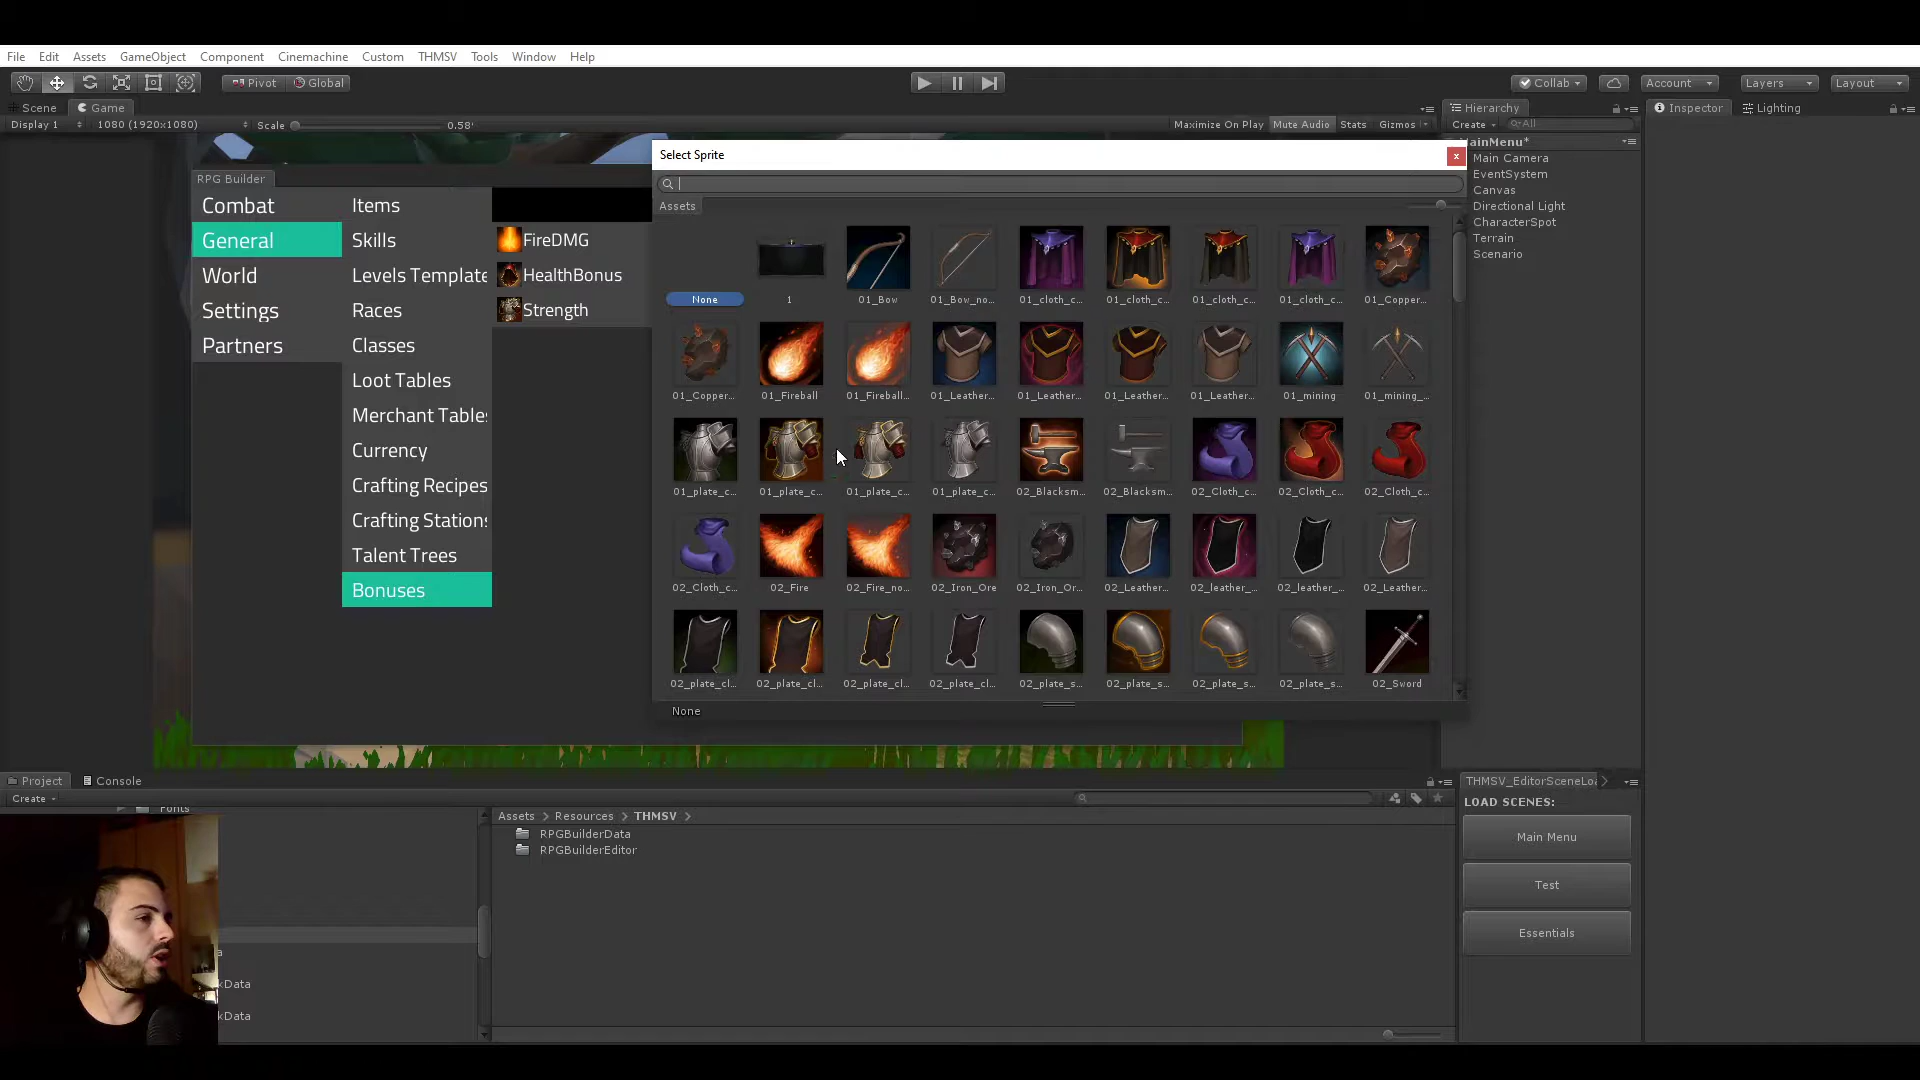 File Edit Assets GameObject Component Cinemachine Custom THMSV Tools Window Help
Pivot Global Collab Account Layers Layout
Scene Game Hierarchy Inspector Lighting
Display 1 1080 (1920x1080) Scale 0.58 Maximize On Play Mute Audio Stats Gizmos Create All
MainMenu*
Main Camera
EventSystem
Canvas
Directional Light
CharacterSpot
Terrain
Scenario
RPG Builder
Combat
General
World
Settings
Partners
Items
Skills
Levels Template
Races
Classes
Loot Tables
Merchant Tables
Currency
Crafting Recipes
Crafting Stations
Talent Trees
Bonuses
FireDMG
HealthBonus
Strength
Select Sprite
x
Assets
None 1 01_Bow 01_Bow_no... 01_cloth_c... 01_cloth_c... 01_cloth_c... 01_cloth_c... 01_Copper...
01_Copper... 01_Fireball 01_Fireball... 01_Leather... 01_Leather... 01_Leather... 01_Leather... 01_mining 01_mining_...
01_plate_c... 01_plate_c... 01_plate_c... 01_plate_c... 02_Blacksm... 02_Blacksm... 02_Cloth_c... 02_Cloth_c... 02_Cloth_c...
02_Cloth_c... 02_Fire 02_Fire_no... 02_Iron_Ore 02_Iron_Or... 02_Leather... 02_leather_... 02_leather_... 02_Leather...
02_plate_cl... 02_plate_cl... 02_plate_cl... 02_plate_cl... 02_plate_s... 02_plate_s... 02_plate_s... 02_plate_s... 02_Sword
None
Project Console
Create
Fonts
kData
kData
Assets > Resources > THMSV >
RPGBuilderData
RPGBuilderEditor
THMSV_EditorSceneLoa
LOAD SCENES:
Main Menu
Test
Essentials